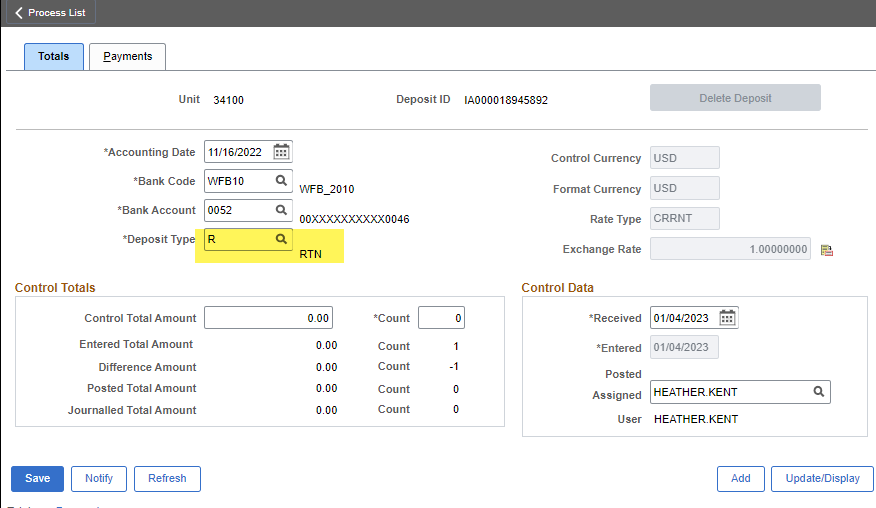 Process List
Totals
Payments
Unit 34100 Deposit ID IA000018945892 Delete Deposit
*Accounting Date 11/16/2022
*Bank Code WFB10 WFB_2010
*Bank Account 0052 00XXXXXXXXXX0046
*Deposit Type R RTN
Control Currency USD
Format Currency USD
Rate Type CRRNT
Exchange Rate 1.00000000
Control Totals
Control Total Amount 0.00 *Count 0
Entered Total Amount 0.00 Count 1
Difference Amount 0.00 Count -1
Posted Total Amount 0.00 Count 0
Journalled Total Amount 0.00 Count 0
Control Data
*Received 01/04/2023
*Entered 01/04/2023
Posted
Assigned HEATHER.KENT
User HEATHER.KENT
Save Notify Refresh Add Update/Display